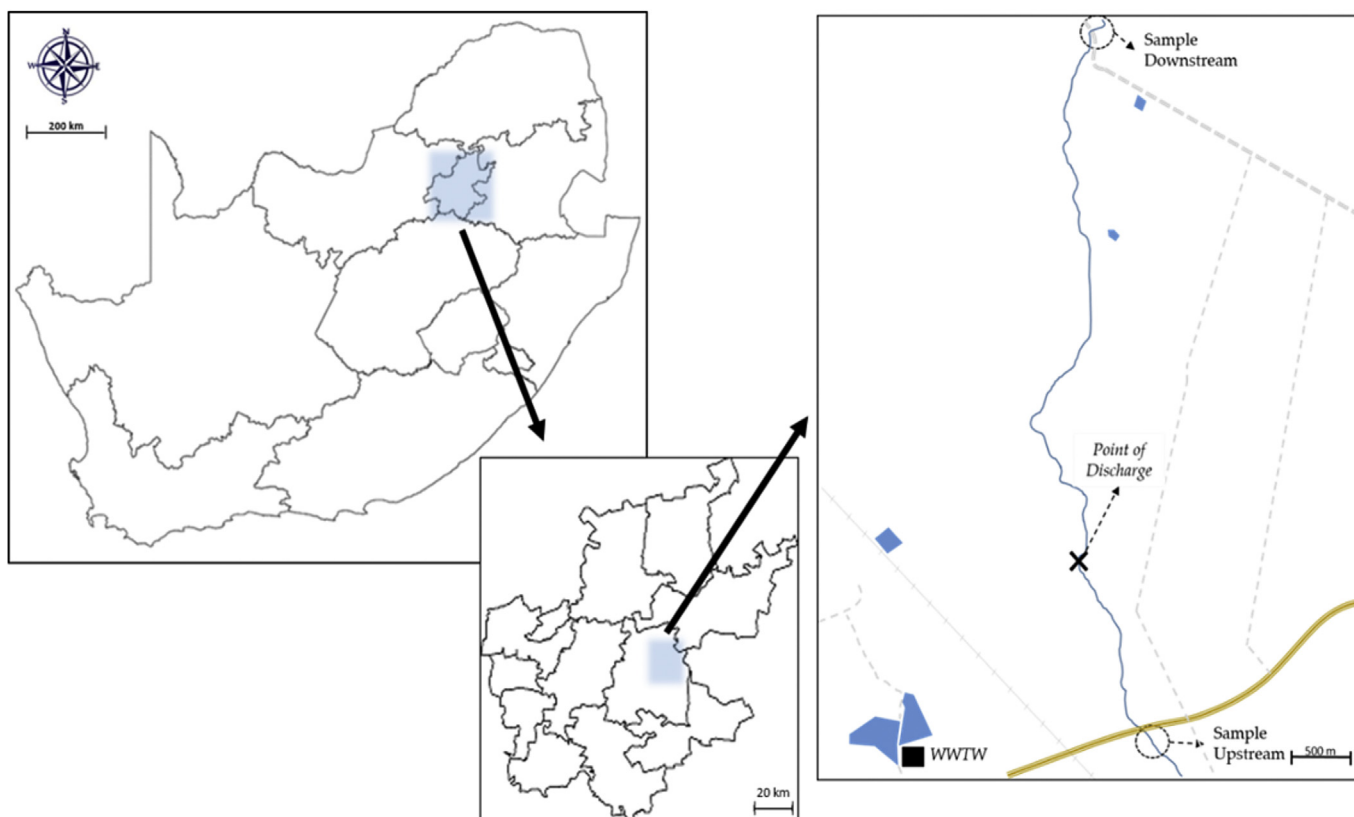 N
W
E
S
200 km
Sample
Downstream
Point of
Discharge
WWTW
Sample
Upstream
500 m
20 km